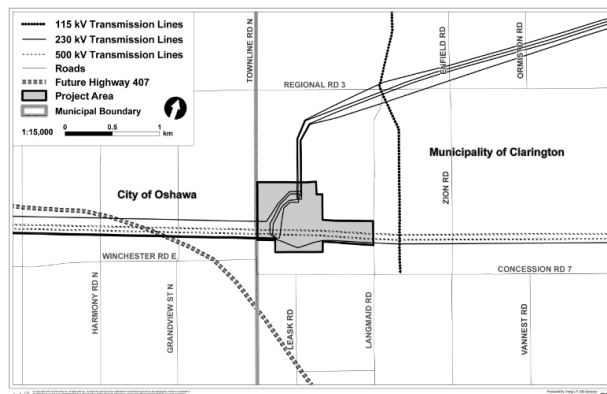 115 kV Transmission Lines
230 kV Transmission Lines
500 kV Transmission Lines
Roads
Future Highway 407
Project Area
Municipal Boundary
1:15,000
0 0.5 1
km
TOWNLINE RD N
REGIONAL RD 3
ENFIELD RD
ORMISTON RD
Municipality of Clarington
City of Oshawa
ZION RD
WINCHESTER RD E
CONCESSION RD 7
HARMONY RD N
GRANDVIEW ST N
LEASK RD
LANGMAID RD
VANNEST RD